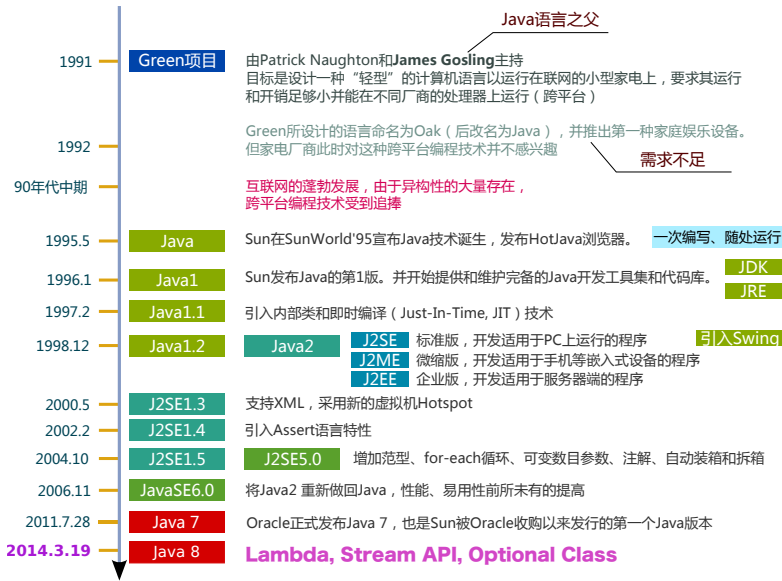 Java语言之父
1991
Green项目
由Patrick Naughton和James Gosling主持
目标是设计一种“轻型”的计算机语言以运行在联网的小型家电上，要求其运行
和开销足够小并能在不同厂商的处理器上运行（跨平台）
1992
Green所设计的语言命名为Oak（后改名为Java），并推出第一种家庭娱乐设备。
但家电厂商此时对这种跨平台编程技术并不感兴趣
需求不足
90年代中期
互联网的蓬勃发展，由于异构性的大量存在，
跨平台编程技术受到追捧
1995.5
Java
Sun在SunWorld'95宣布Java技术诞生，发布HotJava浏览器。
一次编写、随处运行
1996.1
Java1
Sun发布Java的第1版。并开始提供和维护完备的Java开发工具集和代码库。
JDK
JRE
1997.2
Java1.1
引入内部类和即时编译（Just-In-Time, JIT）技术
1998.12
Java1.2
Java2
J2SE 标准版，开发适用于PC上运行的程序
J2ME 微缩版，开发适用于手机等嵌入式设备的程序
J2EE 企业版，开发适用于服务器端的程序
引入Swing
2000.5
J2SE1.3
支持XML，采用新的虚拟机Hotspot
2002.2
J2SE1.4
引入Assert语言特性
2004.10
J2SE1.5
J2SE5.0
增加范型、for-each循环、可变数目参数、注解、自动装箱和拆箱
2006.11
JavaSE6.0
将Java2 重新做回Java，性能、易用性前所未有的提高
2011.7.28
Java 7
Oracle正式发布Java 7，也是Sun被Oracle收购以来发行的第一个Java版本
2014.3.19
Java 8
Lambda, Stream API, Optional Class